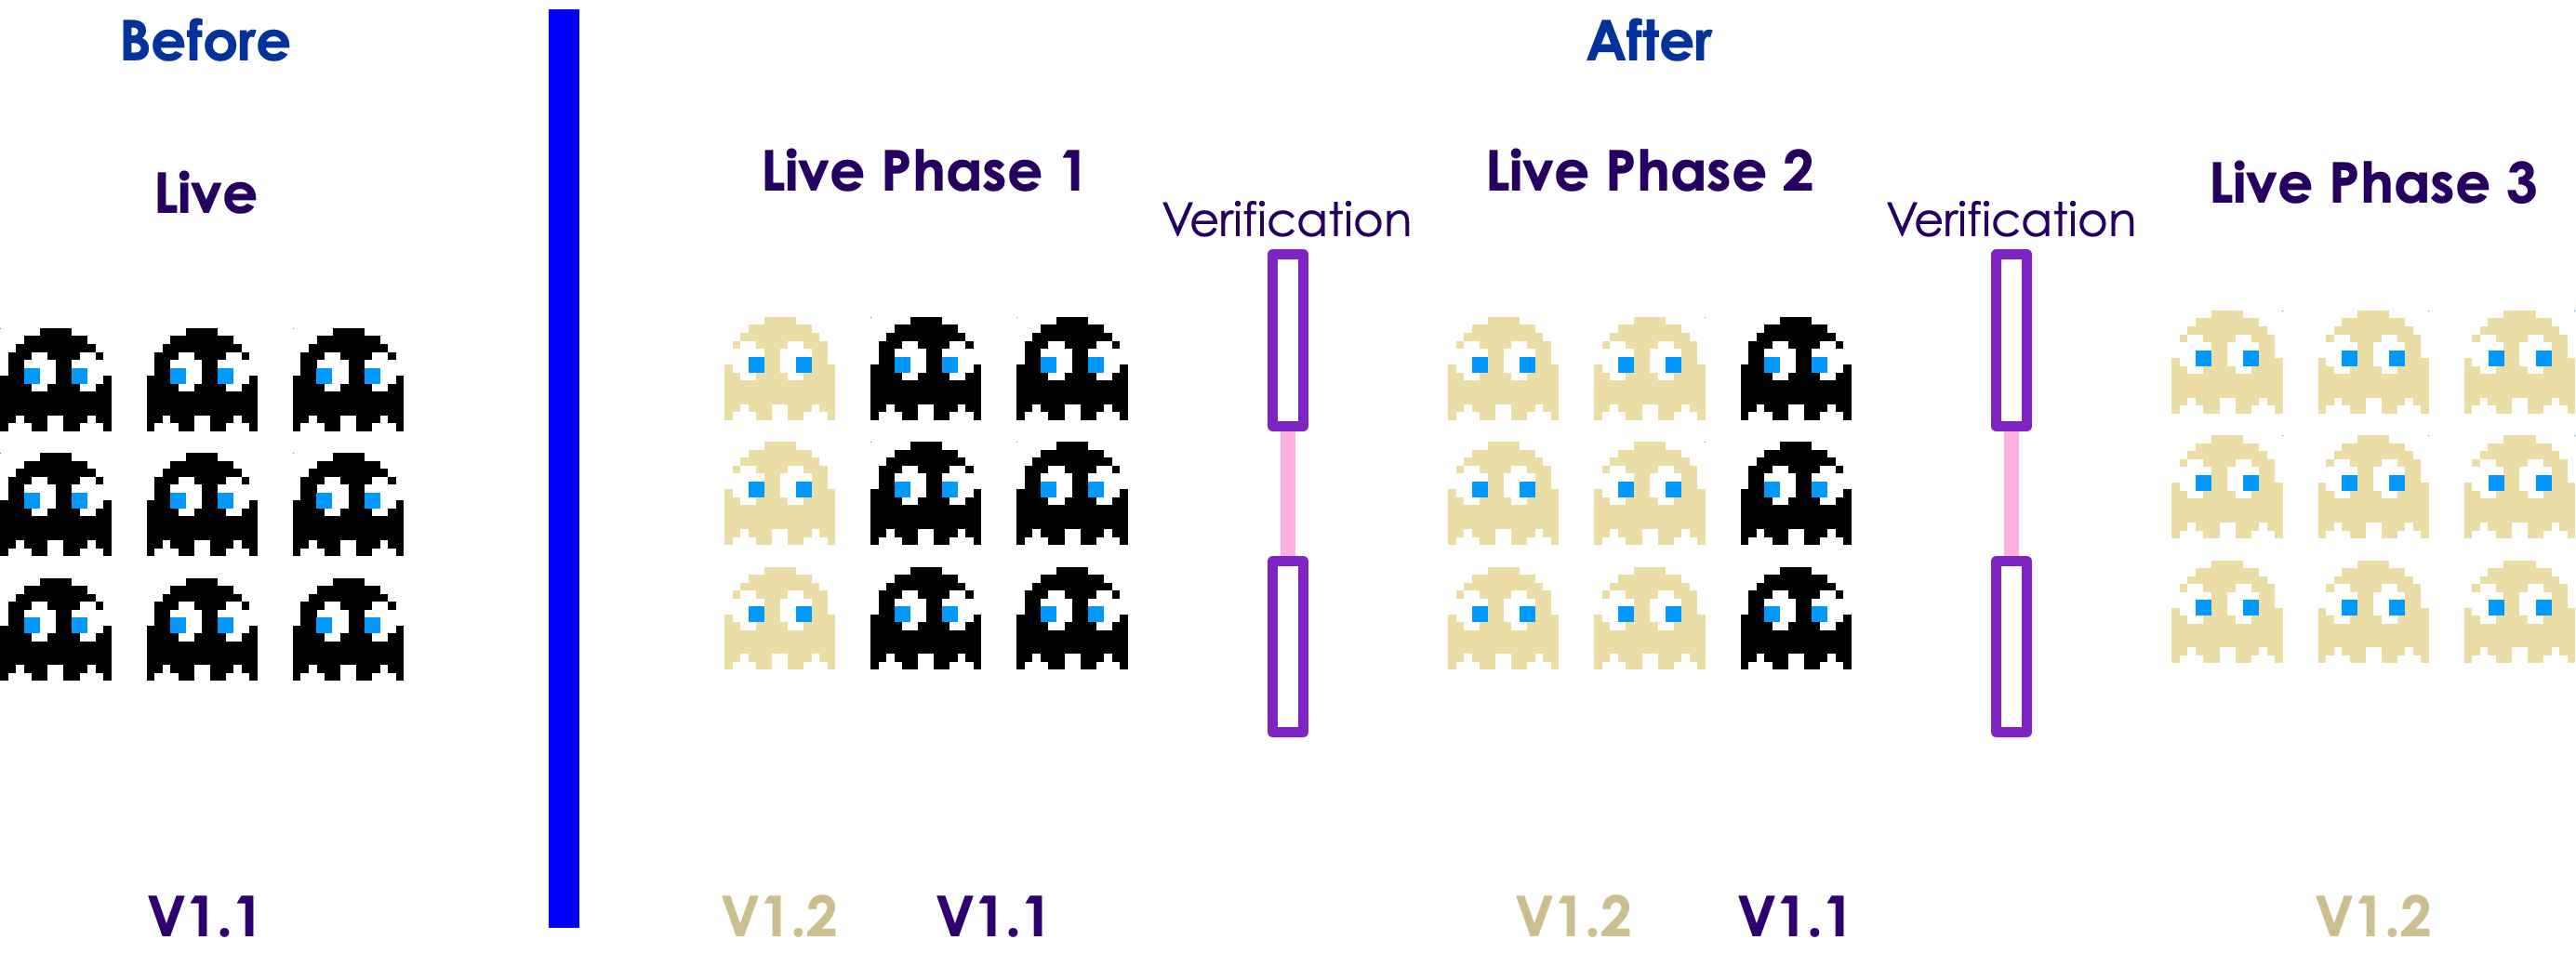 Before
After
Live
Live Phase 1
Verification
Live Phase 2
Verification
Live Phase 3
V1.1
V1.2
V1.1
V1.2
V1.1
V1.2